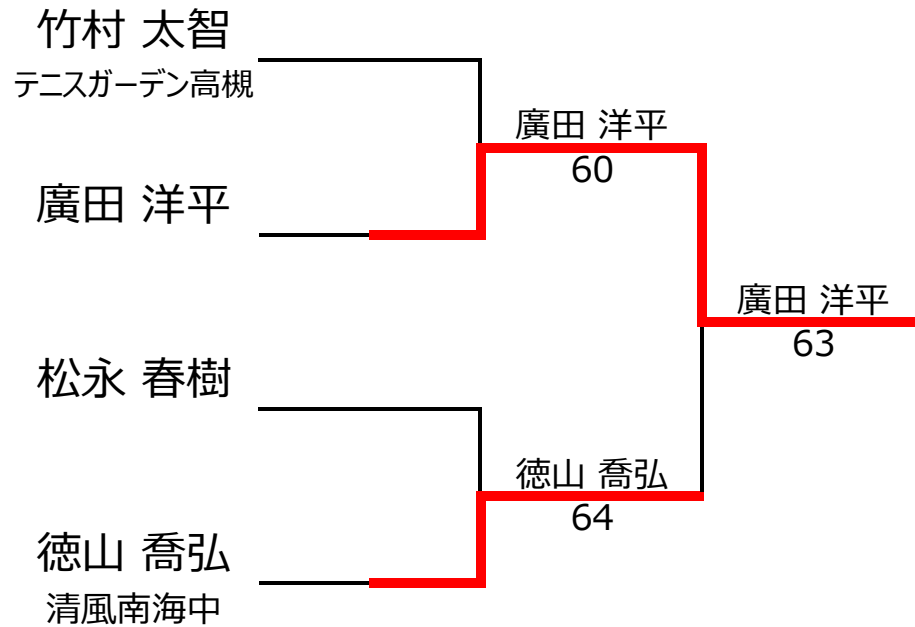 竹村 太智
テニスガーデン高槻
廣田 洋平
60
廣田 洋平
廣田 洋平
63
松永 春樹
徳山 喬弘
64
徳山 喬弘
清風南海中